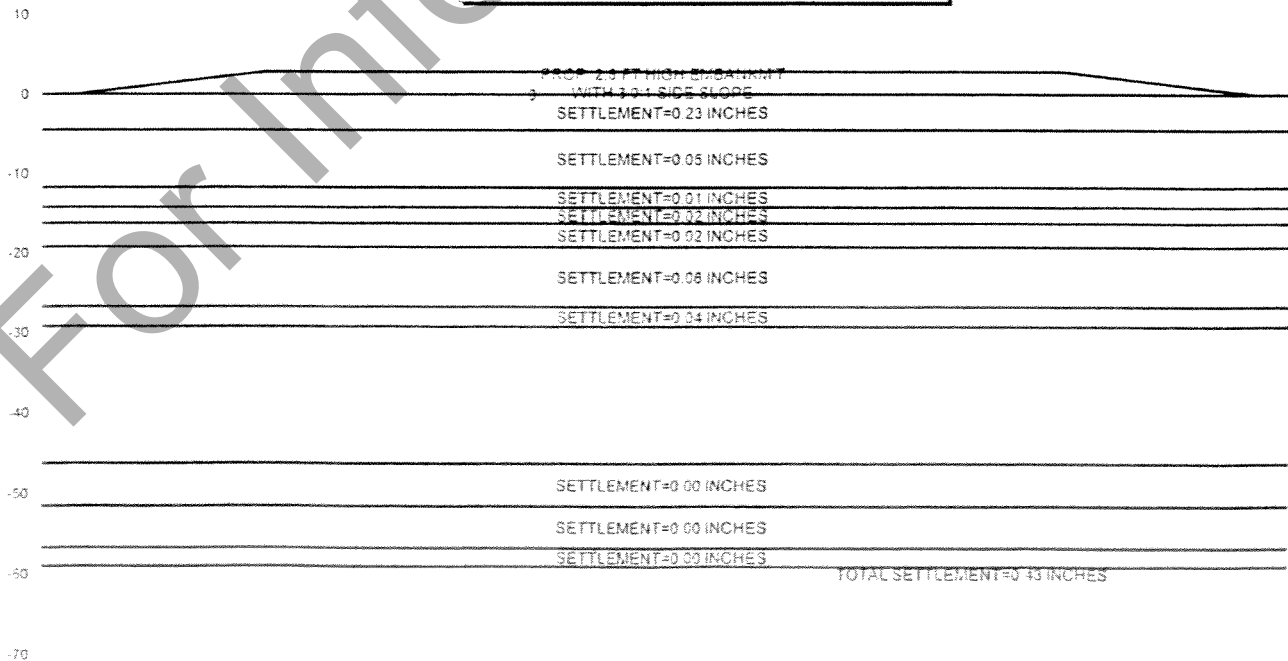 10
PROP 2.9 FT HIGH EMBANKMT
0
WITH 3.0:1 SIDE SLOPE
SETTLEMENT=0.23 INCHES
SETTLEMENT=0.05 INCHES
-10
SETTLEMENT=0.01 INCHES
SETTLEMENT=0.02 INCHES
SETTLEMENT=0.02 INCHES
-20
SETTLEMENT=0.06 INCHES
SETTLEMENT=0.04 INCHES
-30
-40
SETTLEMENT=0.00 INCHES
-50
SETTLEMENT=0.00 INCHES
SETTLEMENT=0.00 INCHES
-60
TOTAL SETTLEMENT=0.43 INCHES
-70
For